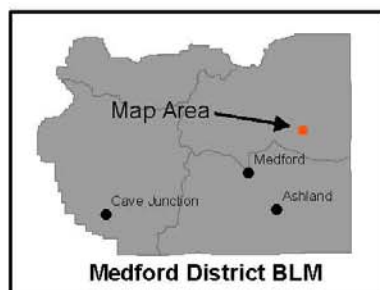 Map Area
Medford
Cave Junction
Ashland
Medford District BLM